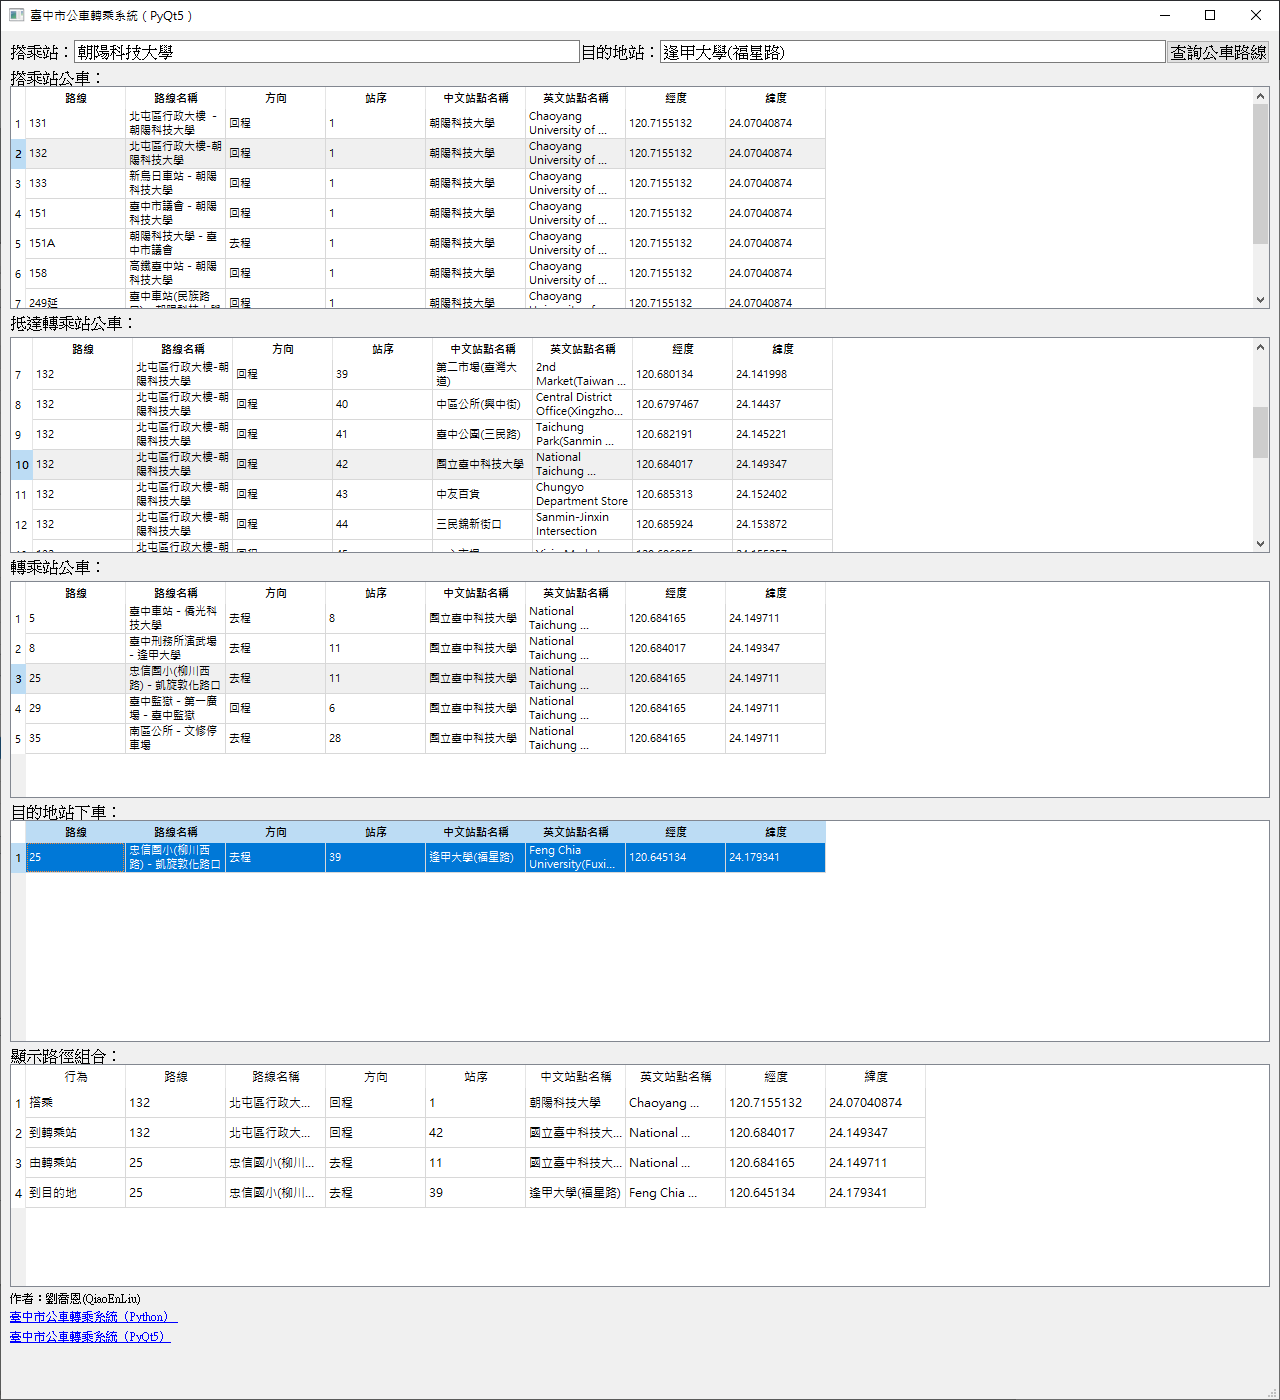 臺中市公車轉乘系統（PyQt5）
搭乘站：朝陽科技大學 目的地站：逢甲大學(福星路) 查詢公車路線
搭乘站公車：
路線 路線名稱 方向 站序 中文站點名稱 英文站點名稱 經度 緯度
1 131 北屯區行政大樓 - 朝陽科技大學 回程 1 朝陽科技大學 Chaoyang University of ... 120.7155132 24.07040874
2 132 北屯區行政大樓-朝陽科技大學 回程 1 朝陽科技大學 Chaoyang University of ... 120.7155132 24.07040874
3 133 新烏日車站 - 朝陽科技大學 回程 1 朝陽科技大學 Chaoyang University of ... 120.7155132 24.07040874
4 151 臺中市議會 - 朝陽科技大學 回程 1 朝陽科技大學 Chaoyang University of ... 120.7155132 24.07040874
5 151A 朝陽科技大學 - 臺中市議會 去程 1 朝陽科技大學 Chaoyang University of ... 120.7155132 24.07040874
6 158 高鐵臺中站 - 朝陽科技大學 回程 1 朝陽科技大學 Chaoyang University of ... 120.7155132 24.07040874
7 249延 臺中車站(民族路 回程 1 朝陽科技大學 Chaoyang University of ... 120.7155132 24.07040874
抵達轉乘站公車：
路線 路線名稱 方向 站序 中文站點名稱 英文站點名稱 經度 緯度
7 132 北屯區行政大樓-朝陽科技大學 回程 39 第二市場(臺灣大道) 2nd Market(Taiwan ... 120.680134 24.141998
8 132 北屯區行政大樓-朝陽科技大學 回程 40 中區公所(興中街) Central District Office(Xingzho... 120.6797467 24.14437
9 132 北屯區行政大樓-朝陽科技大學 回程 41 臺中公園(三民路) Taichung Park(Sanmin ... 120.682191 24.145221
10 132 北屯區行政大樓-朝陽科技大學 回程 42 國立臺中科技大學 National Taichung ... 120.684017 24.149347
11 132 北屯區行政大樓-朝陽科技大學 回程 43 中友百貨 Chungyo Department Store 120.685313 24.152402
12 132 北屯區行政大樓-朝陽科技大學 回程 44 三民錦新街口 Sanmin-Jinxin Intersection 120.685924 24.153872
北屯區行政大樓-朝
轉乘站公車：
路線 路線名稱 方向 站序 中文站點名稱 英文站點名稱 經度 緯度
1 5 臺中車站 - 僑光科技大學 去程 8 國立臺中科技大學 National Taichung ... 120.684165 24.149711
2 8 臺中刑務所演武場 - 逢甲大學 去程 11 國立臺中科技大學 National Taichung ... 120.684017 24.149347
3 25 忠信國小(柳川西路) - 凱旋敦化路口 去程 11 國立臺中科技大學 National Taichung ... 120.684165 24.149711
4 29 臺中監獄 - 第一廣場 - 臺中監獄 回程 6 國立臺中科技大學 National Taichung ... 120.684165 24.149711
5 35 南區公所 - 文修停車場 去程 28 國立臺中科技大學 National Taichung ... 120.684165 24.149711
目的地站下車：
路線 路線名稱 方向 站序 中文站點名稱 英文站點名稱 經度 緯度
1 25 忠信國小(柳川西路) - 凱旋敦化路口 去程 39 逢甲大學(福星路) Feng Chia University(Fuxi... 120.645134 24.179341
顯示路徑組合：
行為 路線 路線名稱 方向 站序 中文站點名稱 英文站點名稱 經度 緯度
1 搭乘 132 北屯區行政大... 回程 1 朝陽科技大學 Chaoyang ... 120.7155132 24.07040874
2 到轉乘站 132 北屯區行政大... 回程 42 國立臺中科技大... National ... 120.684017 24.149347
3 由轉乘站 25 忠信國小(柳川... 去程 11 國立臺中科技大... National ... 120.684165 24.149711
4 到目的地 25 忠信國小(柳川... 去程 39 逢甲大學(福星路) Feng Chia ... 120.645134 24.179341
作者：劉喬恩(QiaoEnLiu)
臺中市公車轉乘系統（Python）
臺中市公車轉乘系統（PyQt5）